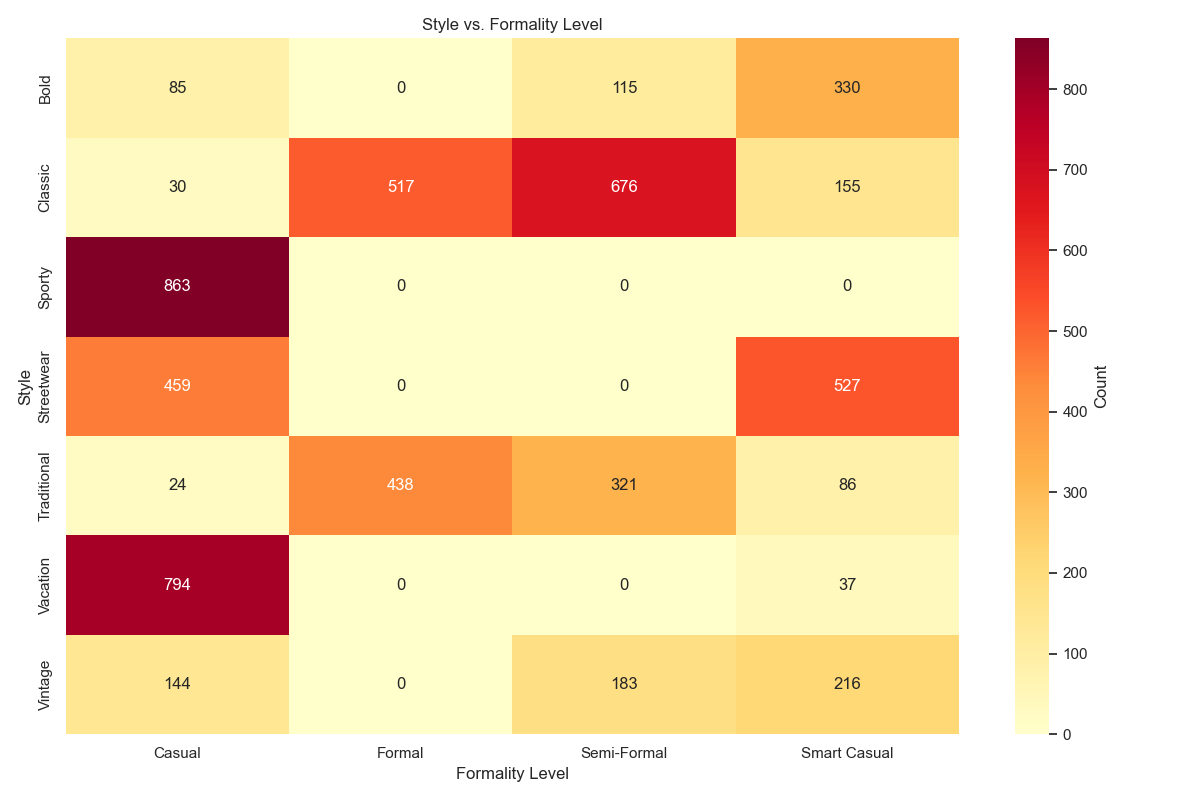 Style vs. Formality Level
Style
Bold 85 0 115 330
Classic 30 517 676 155
Sporty 863 0 0 0
Streetwear 459 0 0 527
Traditional 24 438 321 86
Vacation 794 0 0 37
Vintage 144 0 183 216
Casual Formal Semi-Formal Smart Casual
Formality Level
800
700
600
500
400
300
200
100
0
Count